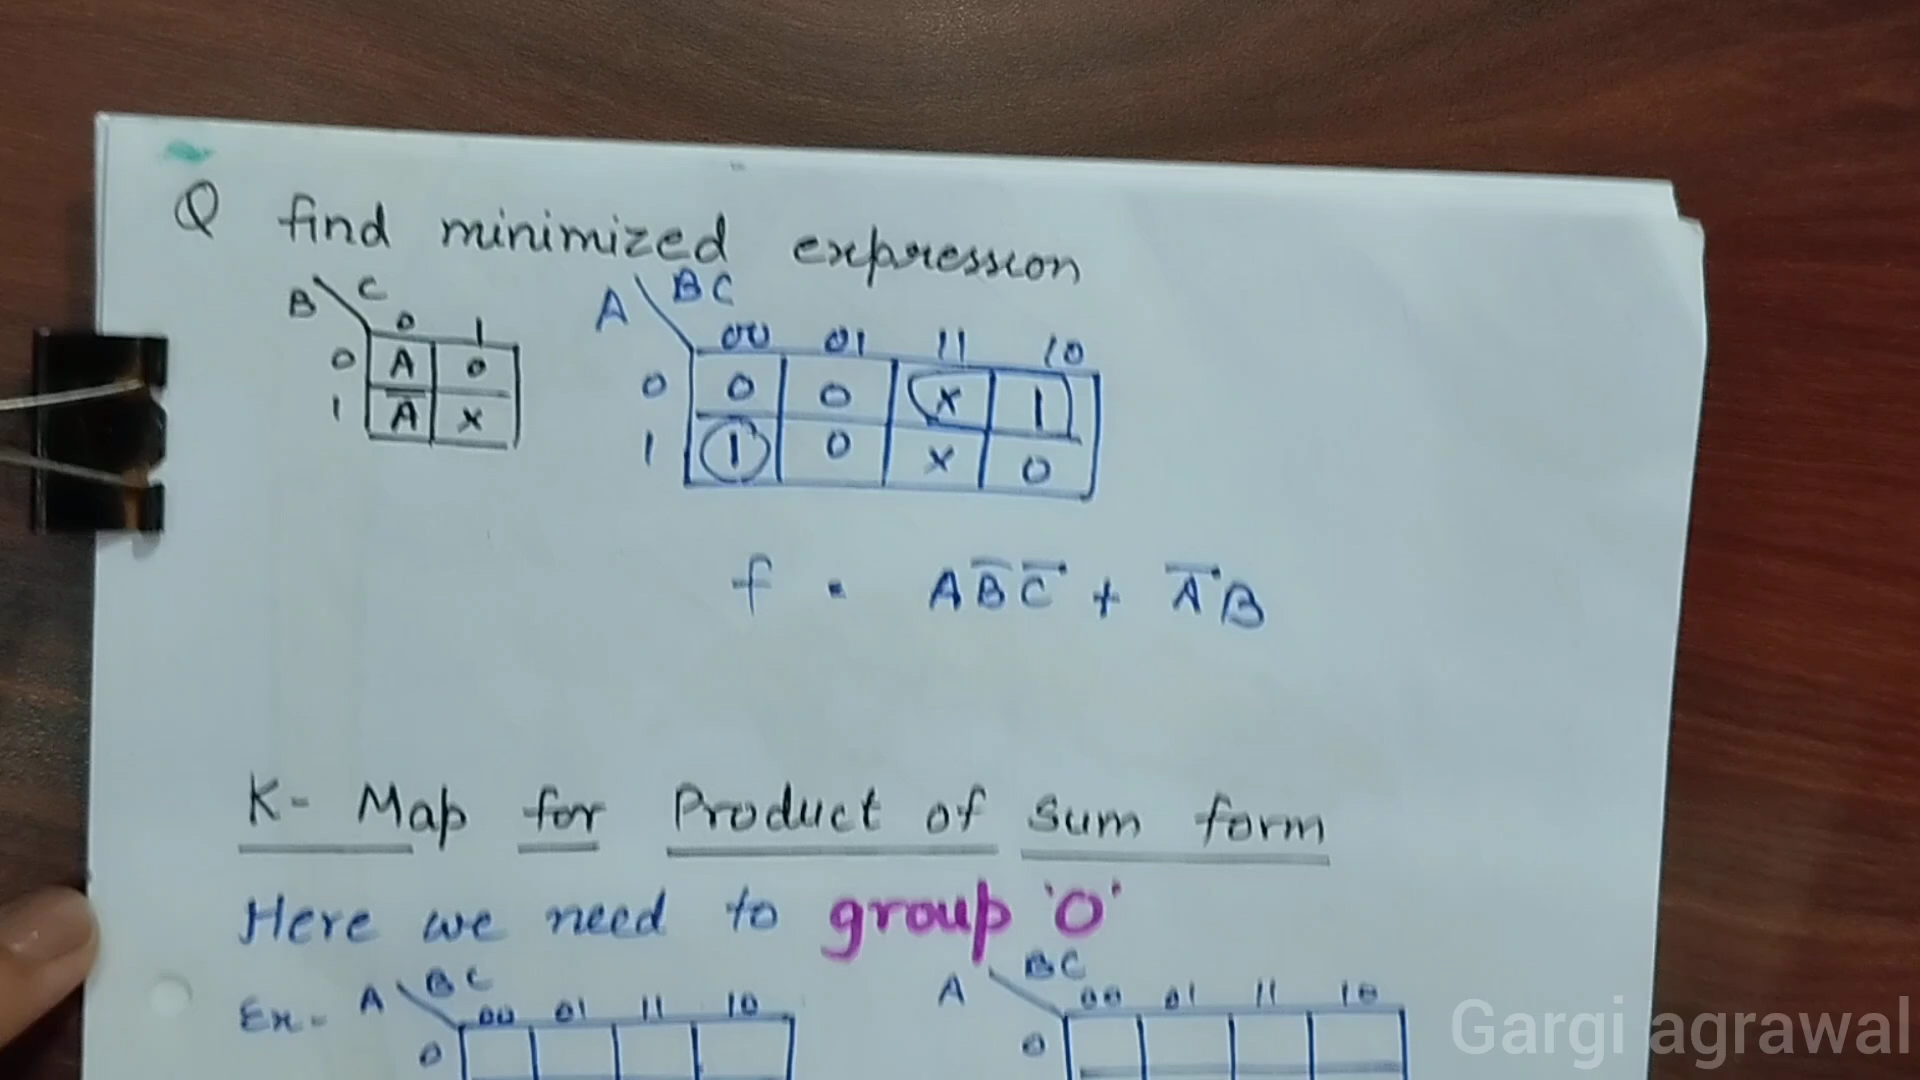 Q find minimized expression
B C
0 1
0 A 0
1 A̅ x
A BC
00 01 11 10
0 0 0 x 1
1 1 0 x 0
f = AB̅C̅ + A̅B
K- Map for Product of sum form
Here we need to group '0'
Ex- A BC
00 01 11 10
0
A BC
00 01 11 10
0
Gargi agrawal